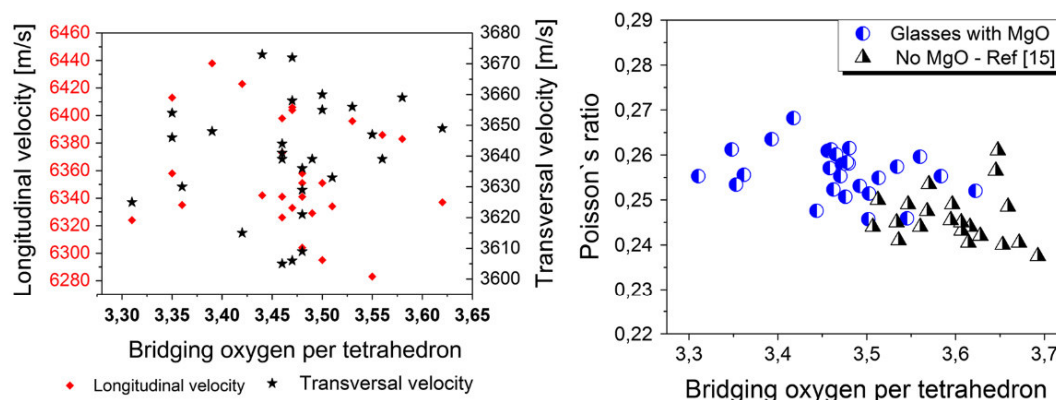 6460
6440
6420
6400
6380
6360
6340
6320
6300
6280
Longitudinal velocity [m/s]
3680
3670
3660
3650
3640
3630
3620
3610
3600
Transversal velocity [m/s]
3,30 3,35 3,40 3,45 3,50 3,55 3,60 3,65
Bridging oxygen per tetrahedron
Longitudinal velocity Transversal velocity
0,29
0,28
0,27
0,26
0,25
0,24
0,23
0,22
Poisson`s ratio
Glasses with MgO
No MgO - Ref [15]
3,3 3,4 3,5 3,6 3,7
Bridging oxygen per tetrahedron